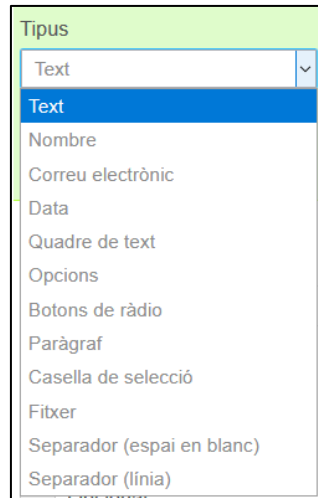 Tipus
Text
Text
Nombre
Correu electrònic
Data
Quadre de text
Opcions
Botons de ràdio
Paràgraf
Casella de selecció
Fitxer
Separador (espai en blanc)
Separador (línia)